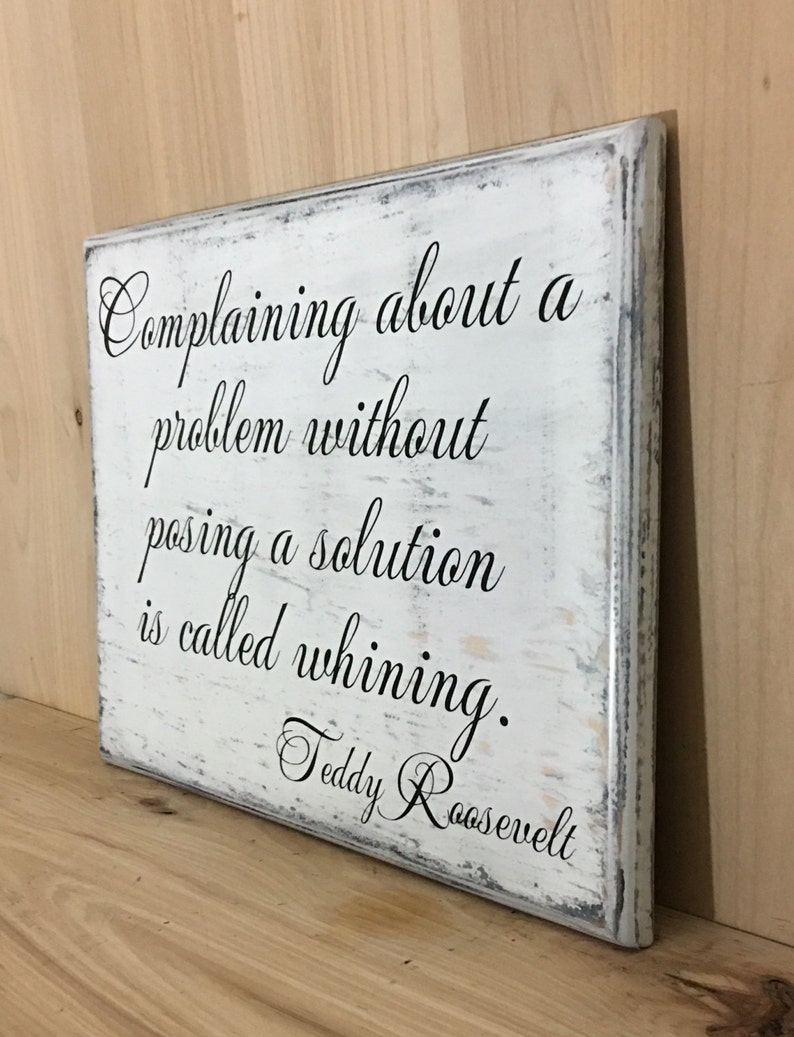 Complaining about a
problem without
posing a solution
is called whining.
Teddy Roosevelt